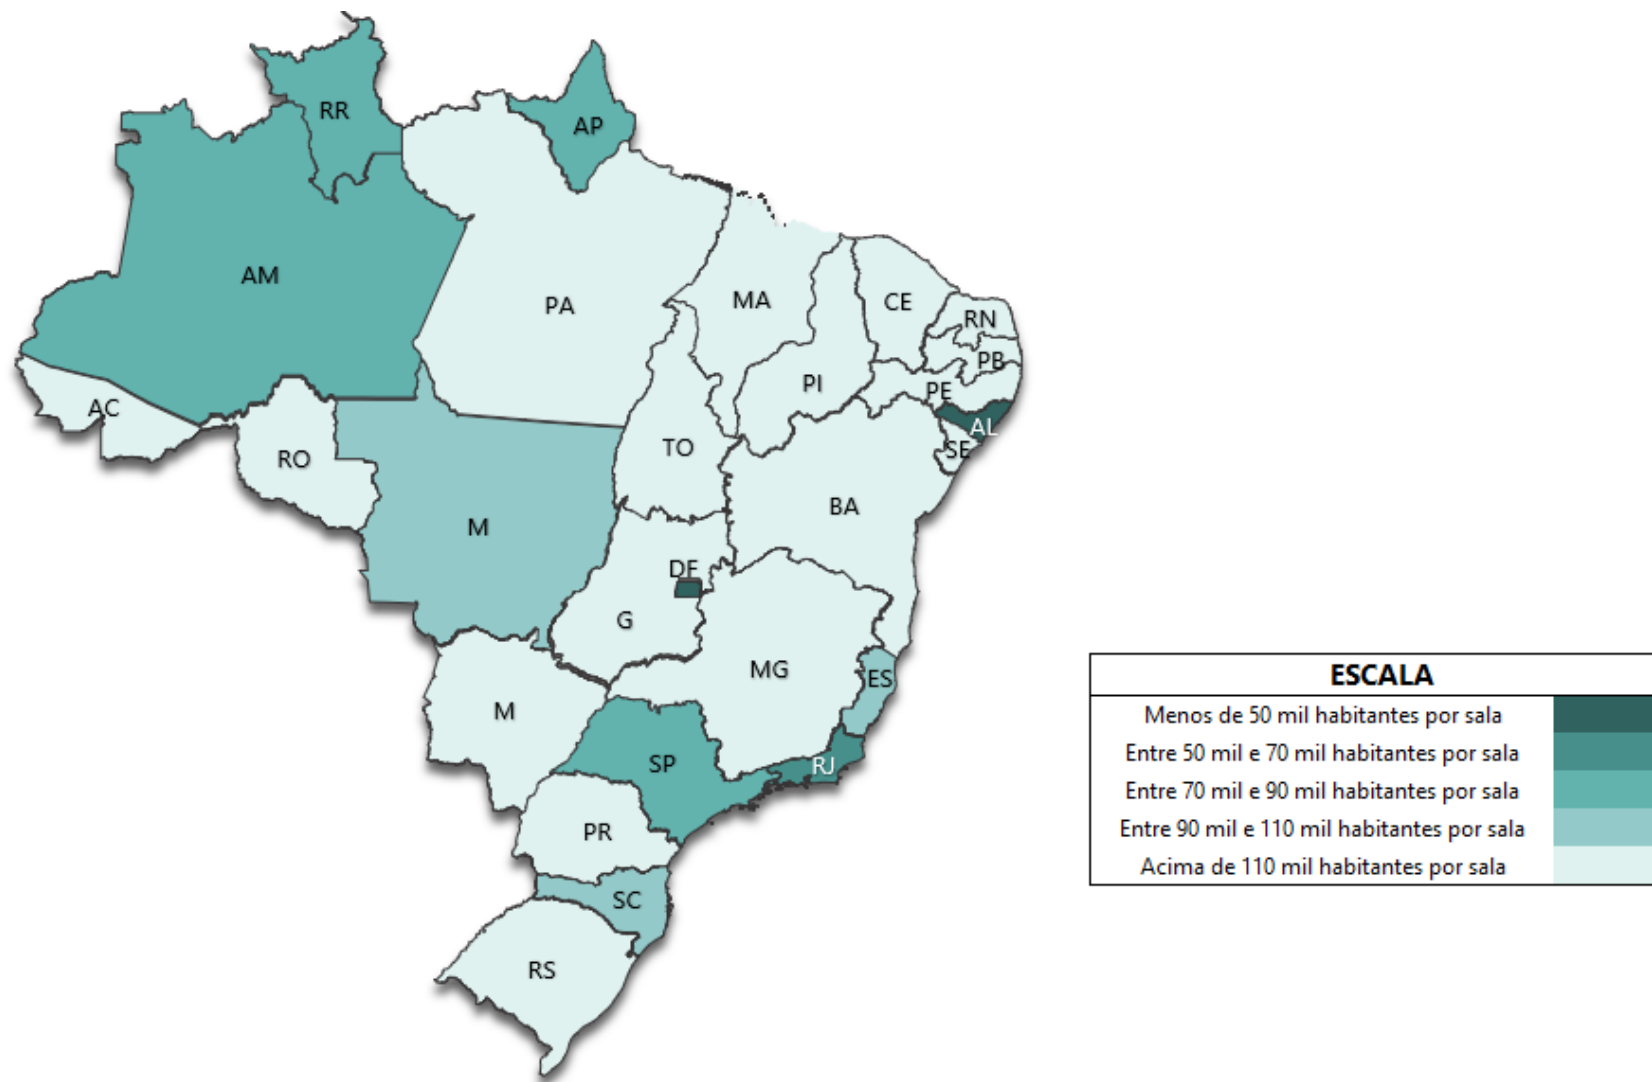 RR
AP
AM
PA
MA
CE
RN
PB
PI
PE
AC
AL
TO
SE
RO
BA
M
DF
G
MG
ES
M
SP
RJ
PR
SC
RS
ESCALA
Menos de 50 mil habitantes por sala
Entre 50 mil e 70 mil habitantes por sala
Entre 70 mil e 90 mil habitantes por sala
Entre 90 mil e 110 mil habitantes por sala
Acima de 110 mil habitantes por sala